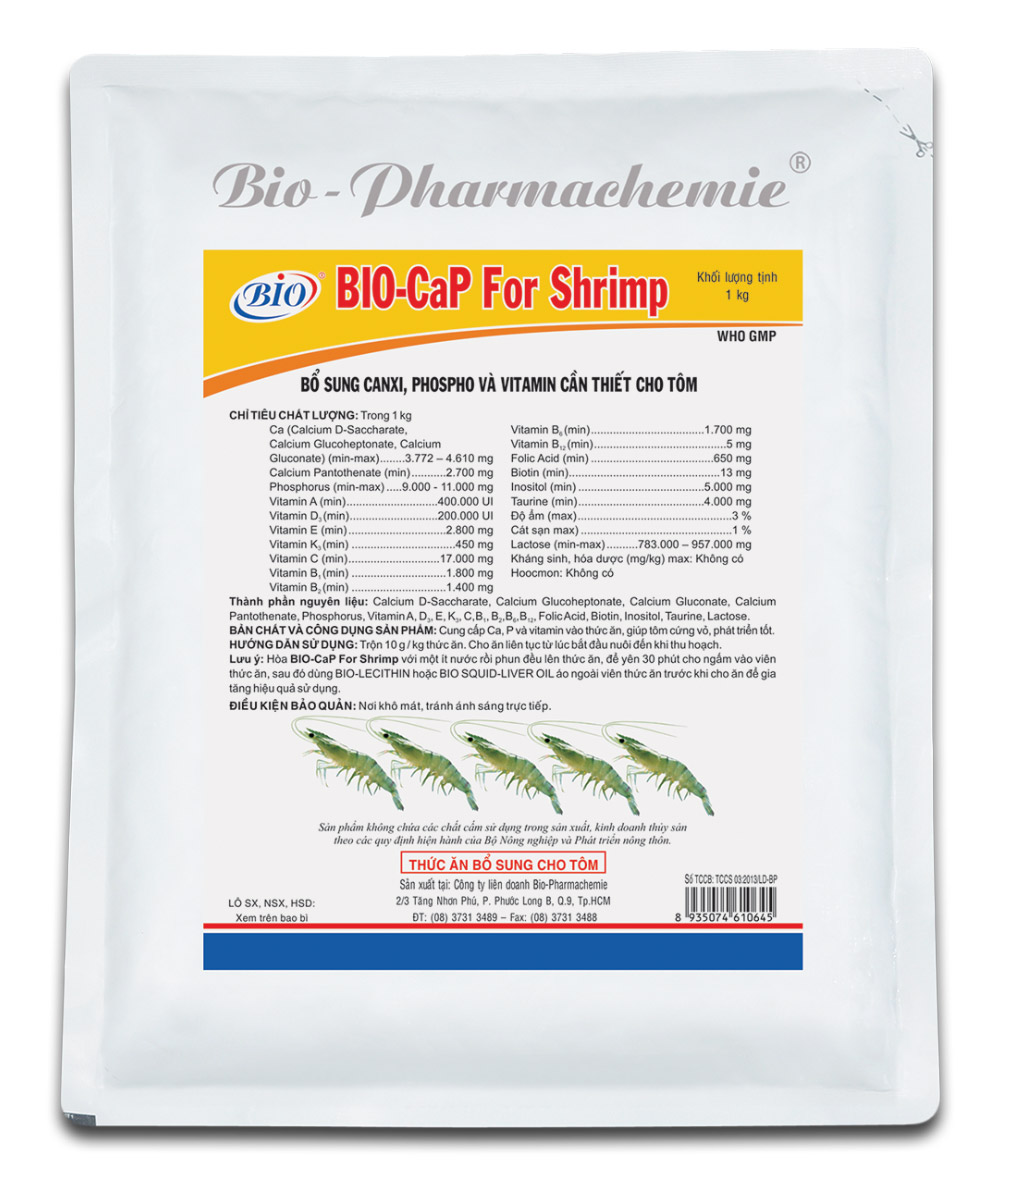 Bio-Pharmachemie®
BIO® BIO-CaP For Shrimp
Khối lượng tịnh
1 kg
WHO GMP
BỔ SUNG CANXI, PHOSPHO VÀ VITAMIN CẦN THIẾT CHO TÔM
CHỈ TIÊU CHẤT LƯỢNG: Trong 1 kg
Ca (Calcium D-Saccharate,
Calcium Glucoheptonate, Calcium
Gluconate) (min-max)........3.772 – 4.610 mg
Calcium Pantothenate (min)...........2.700 mg
Phosphorus (min-max) .....9.000 - 11.000 mg
Vitamin A (min).............................400.000 UI
Vitamin D₃(min)............................200.000 UI
Vitamin E (min)................................2.800 mg
Vitamin K₃(min) ..................................450 mg
Vitamin C (min)..............................17.000 mg
Vitamin B₁(min) ...............................1.800 mg
Vitamin B₂(min) ...............................1.400 mg
Vitamin B₆(min)....................................1.700 mg
Vitamin B₁₂(min)..........................................5 mg
Folic Acid (min) ........................................650 mg
Biotin (min)................................................13 mg
Inositol (min) ........................................5.000 mg
Taurine (min)........................................4.000 mg
Độ ẩm (max).................................................3 %
Cát sạn max) ................................................1 %
Lactose (min-max)..........783.000 – 957.000 mg
Kháng sinh, hóa dược (mg/kg) max: Không có
Hoocmon: Không có
Thành phần nguyên liệu: Calcium D-Saccharate, Calcium Glucoheptonate, Calcium Gluconate, Calcium
Pantothenate, Phosphorus, Vitamin A, D₃, E, K₃, C,B₁, B₂,B₆,B₁₂, Folic Acid, Biotin, Inositol, Taurine, Lactose.
BẢN CHẤT VÀ CÔNG DỤNG SẢN PHẨM: Cung cấp Ca, P và vitamin vào thức ăn, giúp tôm cứng vỏ, phát triển tốt.
HƯỚNG DẪN SỬ DỤNG: Trộn 10 g / kg thức ăn. Cho ăn liên tục từ lúc bắt đầu nuôi đến khi thu hoạch.
Lưu ý: Hòa BIO-CaP For Shrimp với một ít nước rồi phun đều lên thức ăn, để yên 30 phút cho ngấm vào viên
thức ăn, sau đó dùng BIO-LECITHIN hoặc BIO SQUID-LIVER OIL áo ngoài viên thức ăn trước khi cho ăn để gia
tăng hiệu quả sử dụng.
ĐIỀU KIỆN BẢO QUẢN: Nơi khô mát, tránh ánh sáng trực tiếp.
Sản phẩm không chứa các chất cấm sử dụng trong sản xuất, kinh doanh thủy sản
theo các quy định hiện hành của Bộ Nông nghiệp và Phát triển nông thôn.
THỨC ĂN BỔ SUNG CHO TÔM
Sản xuất tại: Công ty liên doanh Bio-Pharmachemie
2/3 Tăng Nhơn Phú, P. Phước Long B, Q.9, Tp.HCM
ĐT: (08) 3731 3489 – Fax: (08) 3731 3488
LÔ SX, NSX, HSD:
Xem trên bao bì
Số TCCB: TCCS 03:2013/LD-BP
8 935074 610645